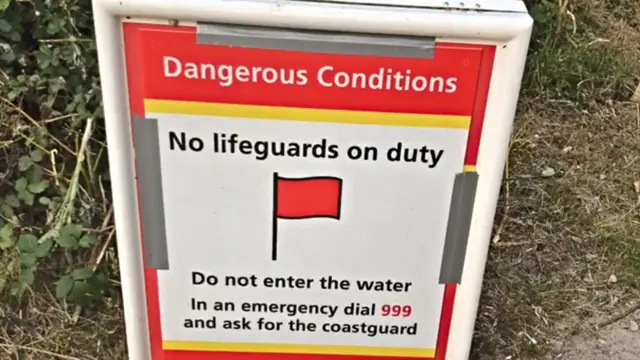 Dangerous Conditions
No lifeguards on duty
Do not enter the water
In an emergency dial 999
and ask for the coastguard